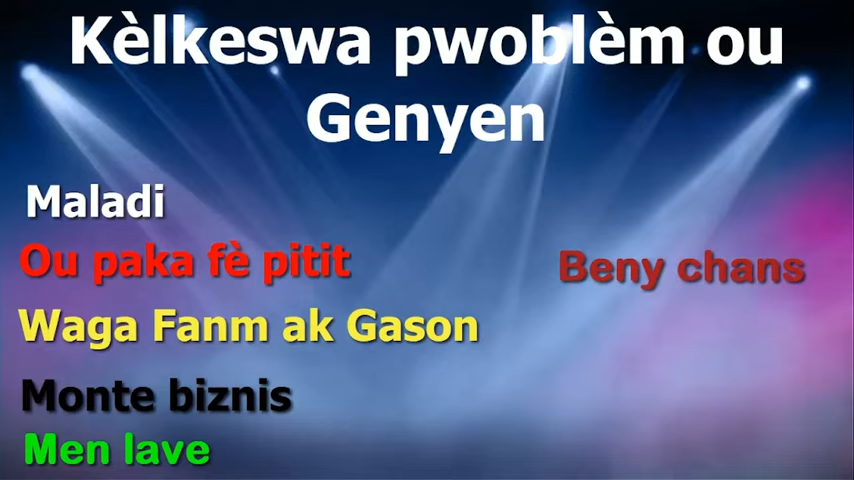 Kèlkeswa pwoblèm ou
Genyen
Maladi
Ou paka fè pitit
Beny chans
Waga Fanm ak Gason
Monte biznis
Men lave